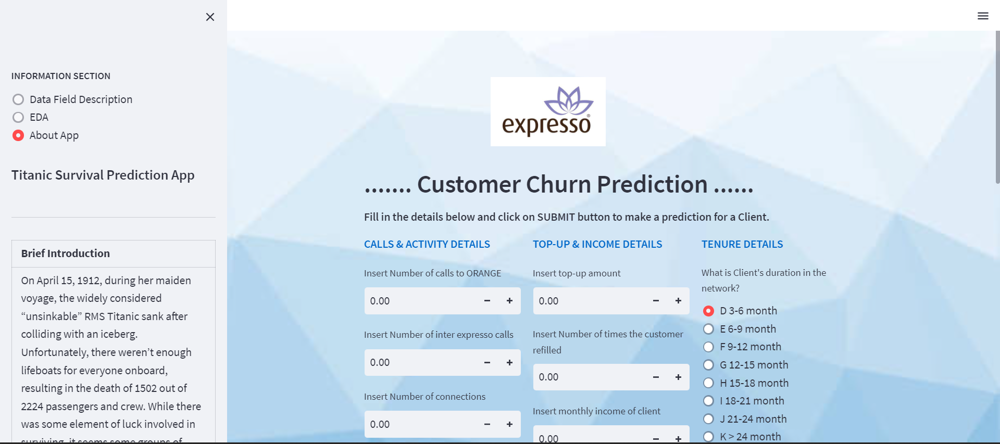 INFORMATION SECTION
Data Field Description
EDA
About App
Titanic Survival Prediction App
Brief Introduction
On April 15, 1912, during her maiden
voyage, the widely considered
“unsinkable” RMS Titanic sank after
colliding with an iceberg.
Unfortunately, there weren’t enough
lifeboats for everyone onboard,
resulting in the death of 1502 out of
2224 passengers and crew. While there
was some element of luck involved in
surviving, it seems some groups of
expresso®
....... Customer Churn Prediction ......
Fill in the details below and click on SUBMIT button to make a prediction for a Client.
CALLS & ACTIVITY DETAILS
Insert Number of calls to ORANGE
0.00
Insert Number of inter expresso calls
0.00
Insert Number of connections
0.00
TOP-UP & INCOME DETAILS
Insert top-up amount
0.00
Insert Number of times the customer
refilled
0.00
Insert monthly income of client
0.00
TENURE DETAILS
What is Client's duration in the
network?
D 3-6 month
E 6-9 month
F 9-12 month
G 12-15 month
H 15-18 month
I 18-21 month
J 21-24 month
K > 24 month